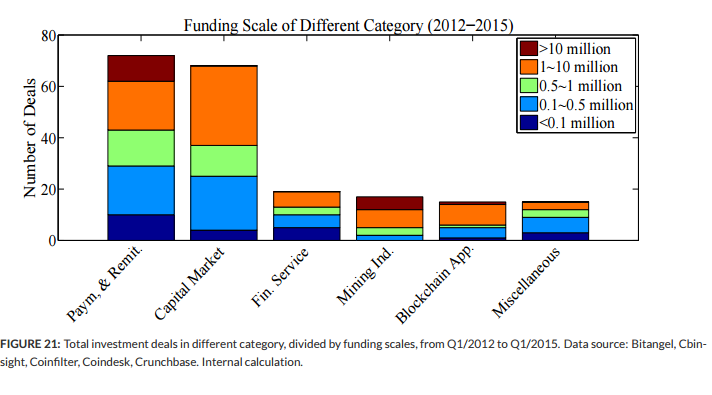 Funding Scale of Different Category (2012−2015)
80
60
40
20
0
Number of Deals
>10 million
1~10 million
0.5~1 million
0.1~0.5 million
<0.1 million
Paym, & Remit.
Capital Market
Fin. Service
Mining Ind.
Blockchain App.
Miscellaneous
FIGURE 21: Total investment deals in different category, divided by funding scales, from Q1/2012 to Q1/2015. Data source: Bitangel, Cbin-
sight, Coinfilter, Coindesk, Crunchbase. Internal calculation.